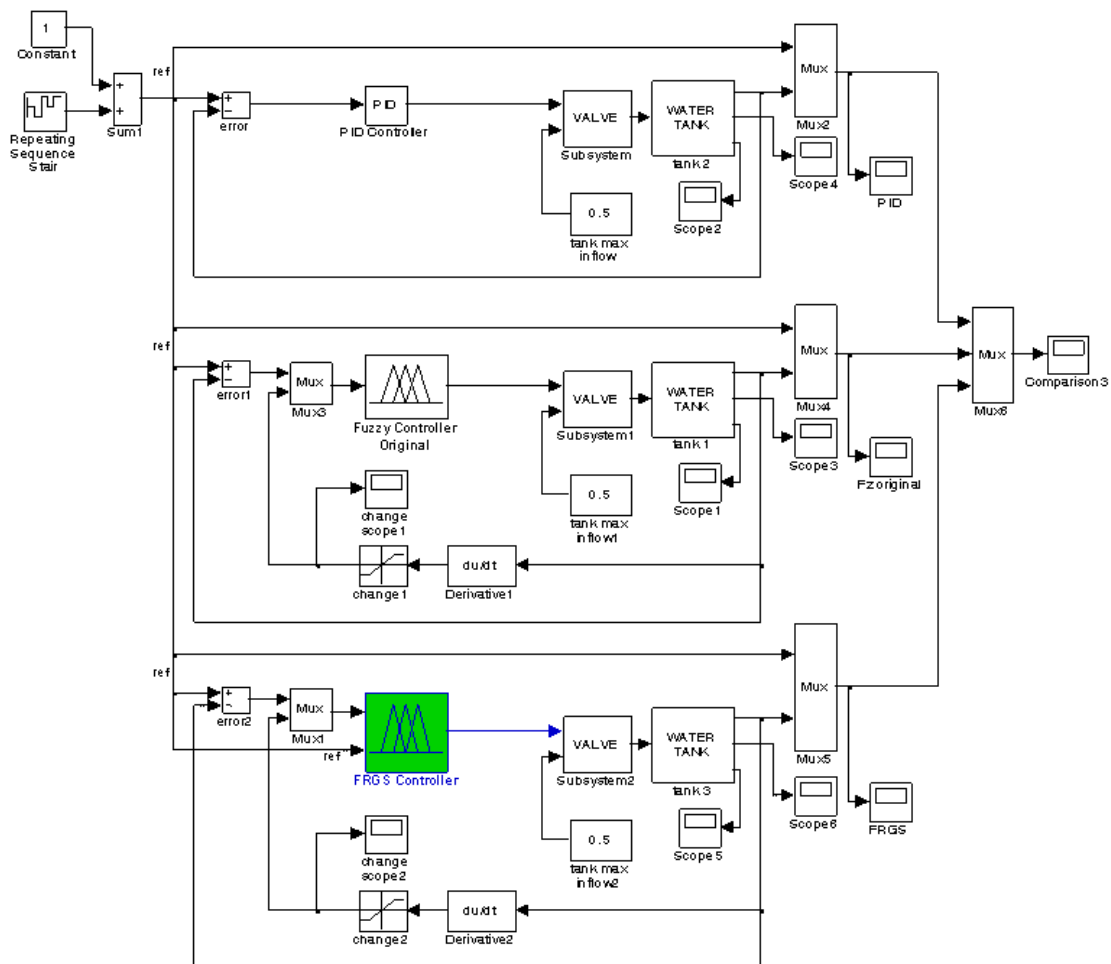 1
Constant
+
+
Sum1
Repeating
Sequence
Stair
ref
+
−
error
PID
PID Controller
VALVE
Subsystem
WATER
TANK
tank2
0.5
tank max
inflow
Scope2
Mux
Mux2
Scope4
PID
ref
+
−
error1
Mux
Mux3
Fuzzy Controller
Original
VALVE
Subsystem1
WATER
TANK
tank1
0.5
tank max
inflow1
Scope1
Mux
Mux4
Scope3
Fzoriginal
change
scope1
change1
du/dt
Derivative1
Mux
Mux6
Comparison3
ref
+
−
error2
Mux
Mux1
ref
FRGS Controller
VALVE
Subsystem2
WATER
TANK
tank3
0.5
tank max
inflow2
Scope5
Mux
Mux5
Scope6
FRGS
change
scope2
change2
du/dt
Derivative2